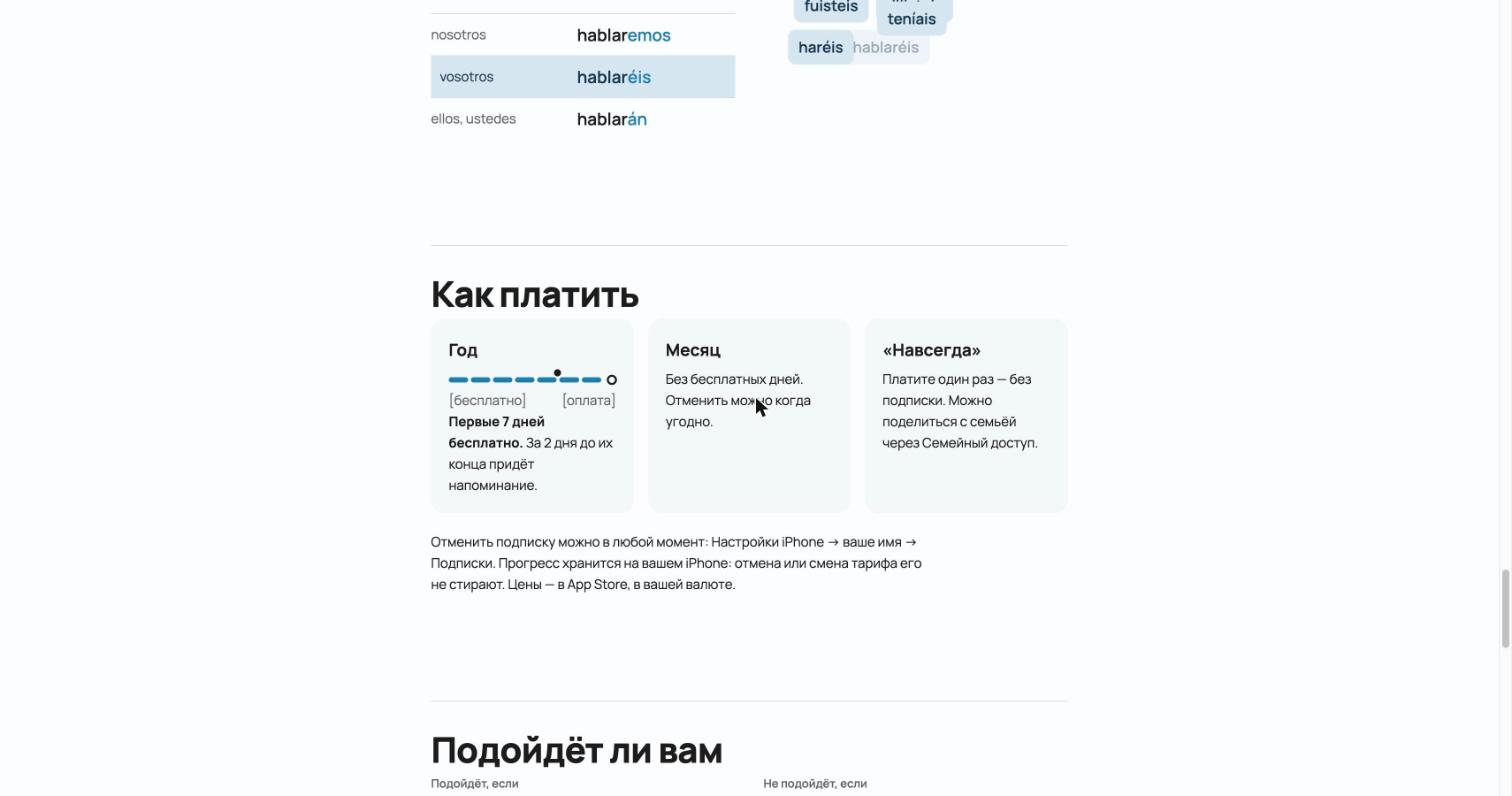 nosotros hablaremos
vosotros hablaréis
ellos, ustedes hablarán
fuisteis
teníais
haréis hablaréis
Как платить
Год
[бесплатно] [оплата]
Первые 7 дней
бесплатно. За 2 дня до их
конца придёт
напоминание.
Месяц
Без бесплатных дней.
Отменить можно когда
угодно.
«Навсегда»
Платите один раз — без
подписки. Можно
поделиться с семьёй
через Семейный доступ.
Отменить подписку можно в любой момент: Настройки iPhone → ваше имя →
Подписки. Прогресс хранится на вашем iPhone: отмена или смена тарифа его
не стирают. Цены — в App Store, в вашей валюте.
Подойдёт ли вам
Подойдёт, если
Не подойдёт, если